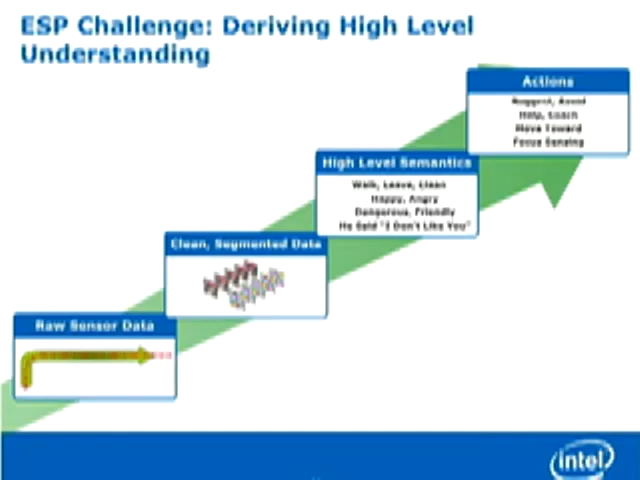 ESP Challenge: Deriving High Level
Understanding
Actions
Suggest, Avoid
Help, Coach
Move Toward
Focus Sensing
High Level Semantics
Walk, Leave, Clean
Happy, Angry
Dangerous, Friendly
He Said "I Don't Like You"
Clean, Segmented Data
Raw Sensor Data
intel